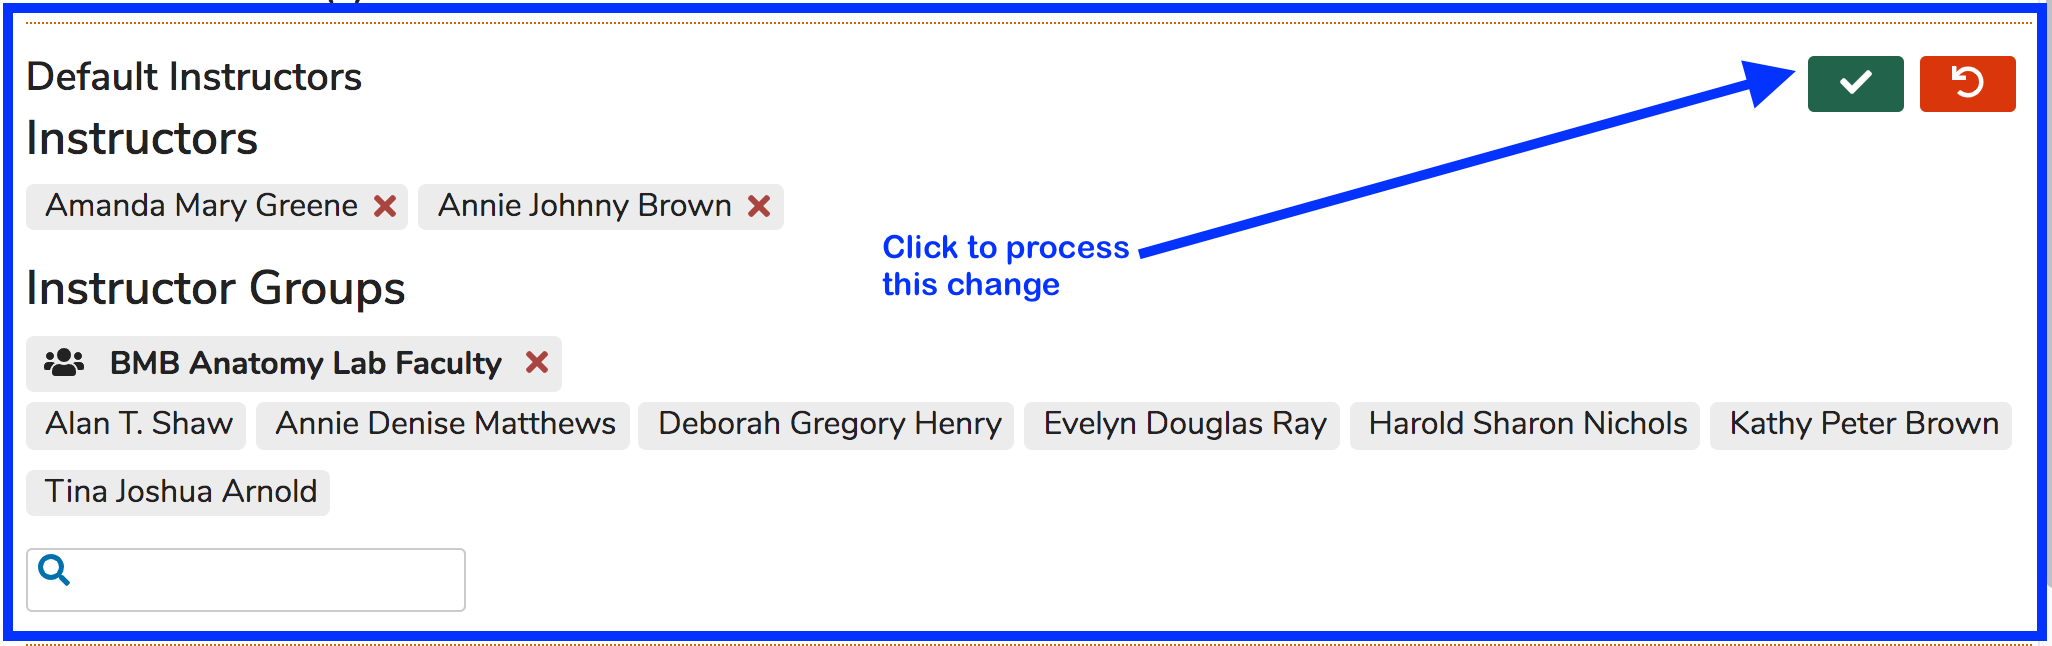 Default Instructors
Instructors
Amanda Mary Greene Annie Johnny Brown
Click to process
this change
Instructor Groups
BMB Anatomy Lab Faculty
Alan T. Shaw Annie Denise Matthews Deborah Gregory Henry Evelyn Douglas Ray Harold Sharon Nichols Kathy Peter Brown
Tina Joshua Arnold